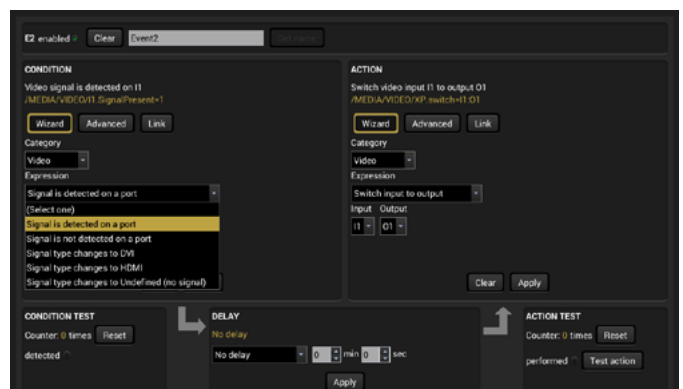 E2 enabled Clear Event2 Set name
CONDITION
Video signal is detected on I1
/MEDIA/VIDEO/I1.SignalPresent=1
Wizard Advanced Link
Category
Video
Expression
Signal is detected on a port
(Select one)
Signal is detected on a port
Signal is not detected on a port
Signal type changes to DVI
Signal type changes to HDMI
Signal type changes to Undefined (no signal)
ACTION
Switch video input I1 to output O1
/MEDIA/VIDEO/XP.switch=I1:O1
Wizard Advanced Link
Category
Video
Expression
Switch input to output
Input Output
I1 O1
Clear Apply
CONDITION TEST
Counter: 0 times Reset
detected
DELAY
No delay
No delay 0 min 0 sec
Apply
ACTION TEST
Counter: 0 times Reset
performed Test action